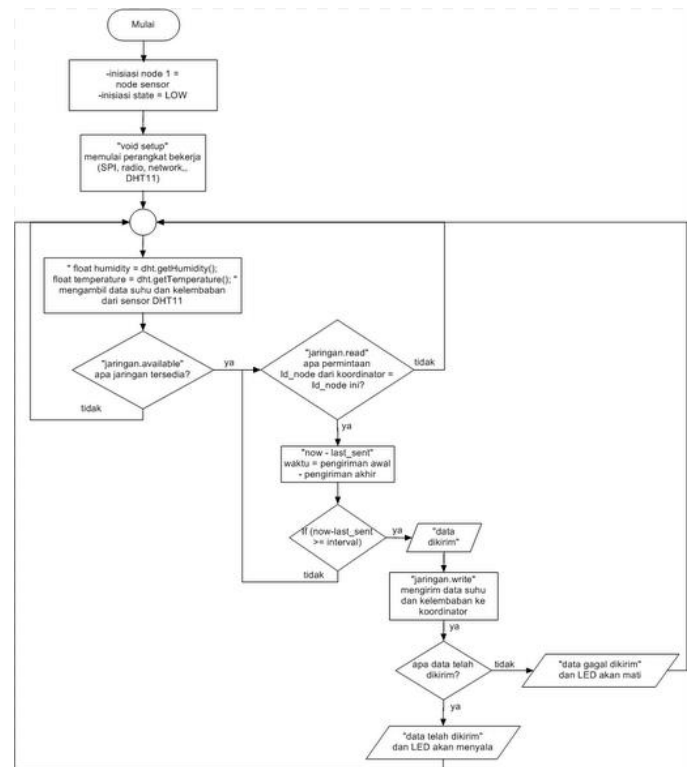 Mulai
-inisiasi node 1 =
node sensor
-inisiasi state = LOW
"void setup"
memulai perangkat bekerja
(SPI, radio, network,,
DHT11)
" float humidity = dht.getHumidity();
float temperature = dht.getTemperature(); "
mengambil data suhu dan kelembaban
dari sensor DHT11
"jaringan.available"
apa jaringan tersedia?
ya
tidak
"jaringan.read"
apa permintaan
Id_node dari koordinator =
Id_node ini?
tidak
ya
"now - last_sent"
waktu = pengiriman awal
- pengiriman akhir
If (now-last_sent
>= interval)
ya
tidak
"data
dikirim"
"jaringan.write"
mengirim data suhu
dan kelembaban ke
koordinator
ya
apa data telah
dikirim?
tidak
"data gagal dikirim"
dan LED akan mati
ya
"data telah dikirim"
dan LED akan menyala